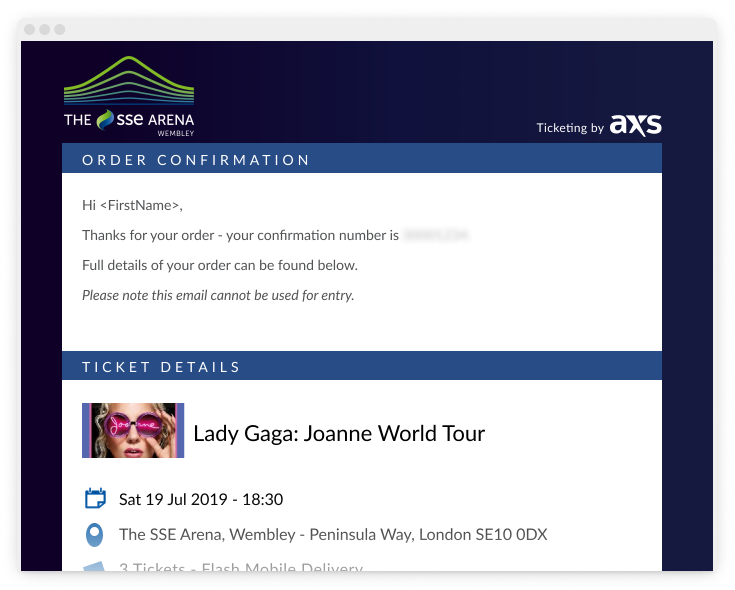 THE sse ARENA
WEMBLEY
Ticketing by axs
ORDER CONFIRMATION
Hi <FirstName>,
Thanks for your order - your confirmation number is
Full details of your order can be found below.
Please note this email cannot be used for entry.
TICKET DETAILS
Joanne
Lady Gaga: Joanne World Tour
Sat 19 Jul 2019 - 18:30
The SSE Arena, Wembley - Peninsula Way, London SE10 0DX
3 Tickets - Flash Mobile Delivery